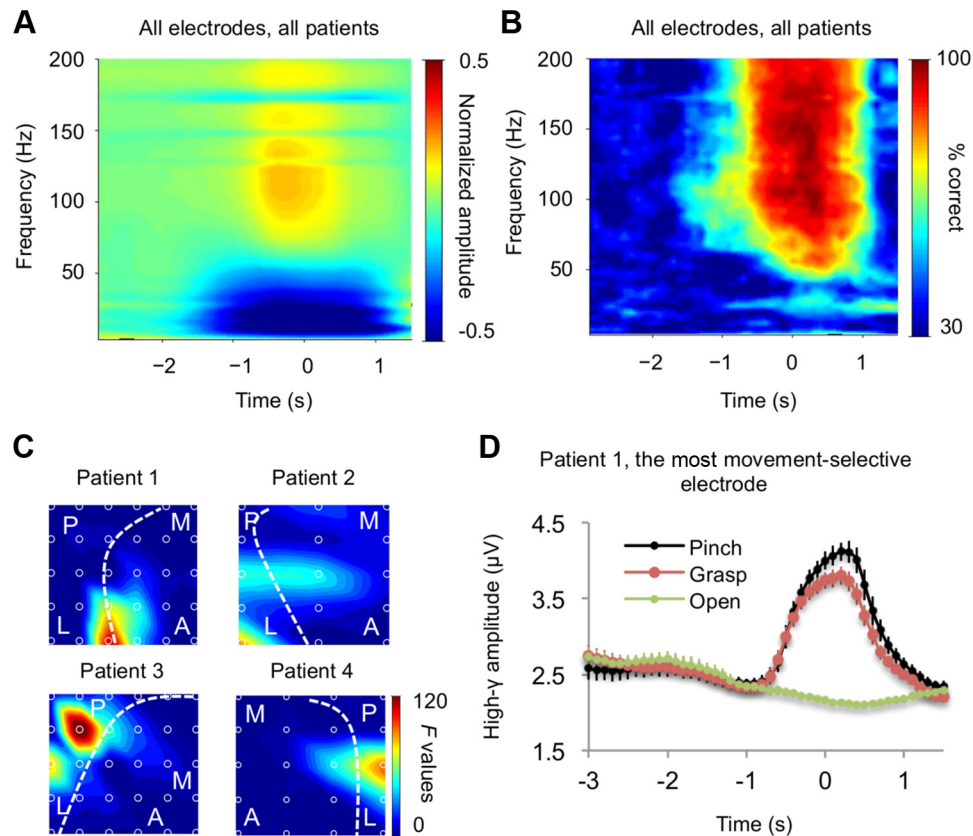 A
All electrodes, all patients
200
150
100
50
Frequency (Hz)
−2
−1
0
1
Time (s)
0.5
Normalized amplitude
-0.5
B
All electrodes, all patients
200
150
100
50
Frequency (Hz)
−2
−1
0
1
Time (s)
100
% correct
30
C
Patient 1
P
M
L
A
Patient 2
P
M
L
A
Patient 3
P
M
L
A
Patient 4
M
P
A
L
120
F values
0
D
Patient 1, the most movement-selective
electrode
4.5
3.5
2.5
1.5
High-γ amplitude (µV)
Pinch
Grasp
Open
-3
-2
-1
0
1
Time (s)